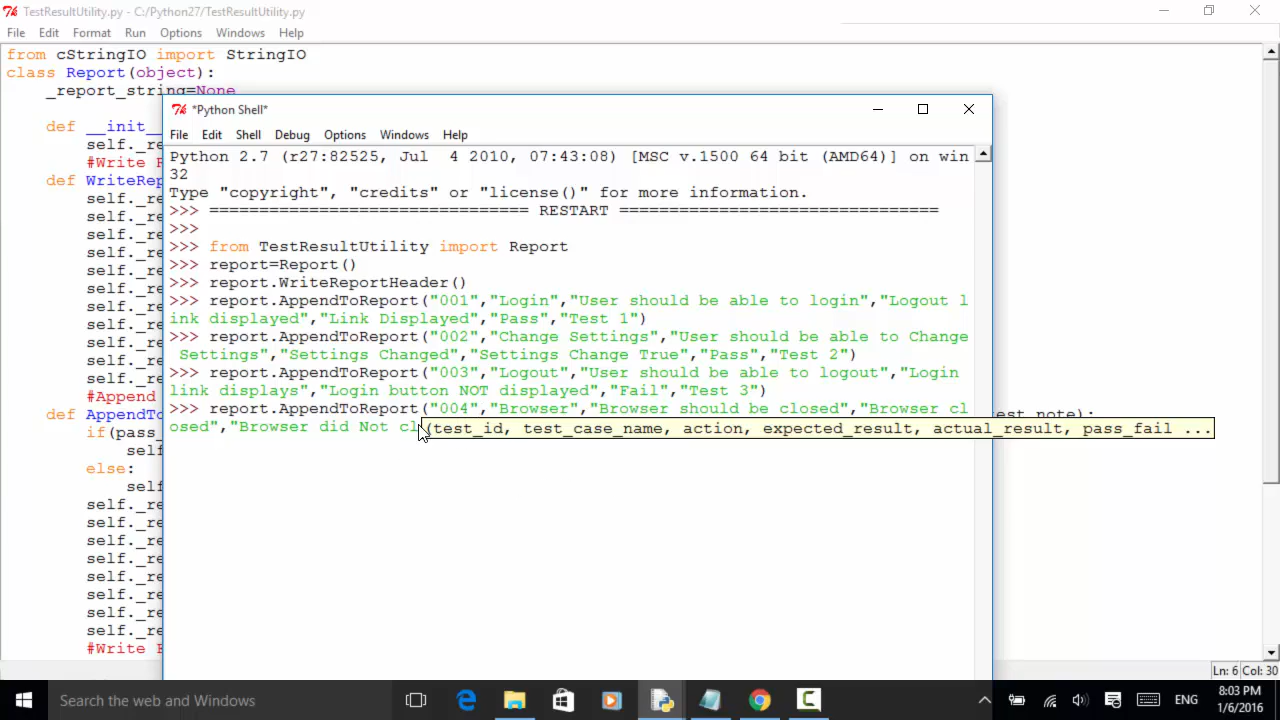 TestResultUtility.py - C:/Python27/TestResultUtility.py
File Edit Format Run Options Windows Help
from cStringIO import StringIO
class Report(object):
_report_string=None
def __init__
self._re
#Write R
def WriteRep
self._re
self._re
self._re
self._re
self._re
self._re
self._re
self._re
self._re
self._re
self._re
#Append
def AppendTo
est_note):
if(pass_
self
else:
self
self._re
self._re
self._re
self._re
self._re
self._re
self._re
self._re
#Write E
Ln: 6 Col: 30
*Python Shell*
File Edit Shell Debug Options Windows Help
Python 2.7 (r27:82525, Jul  4 2010, 07:43:08) [MSC v.1500 64 bit (AMD64)] on win
32
Type "copyright", "credits" or "license()" for more information.
>>> ================================ RESTART ================================
>>>
>>> from TestResultUtility import Report
>>> report=Report()
>>> report.WriteReportHeader()
>>> report.AppendToReport("001","Login","User should be able to login","Logout l
ink displayed","Link Displayed","Pass","Test 1")
>>> report.AppendToReport("002","Change Settings","User should be able to Change
Settings","Settings Changed","Settings Change True","Pass","Test 2")
>>> report.AppendToReport("003","Logout","User should be able to logout","Login
link displays","Login button NOT displayed","Fail","Test 3")
>>> report.AppendToReport("004","Browser","Browser should be closed","Browser cl
osed","Browser did Not cl
(test_id, test_case_name, action, expected_result, actual_result, pass_fail ...
Search the web and Windows
ENG
8:03 PM
1/6/2016